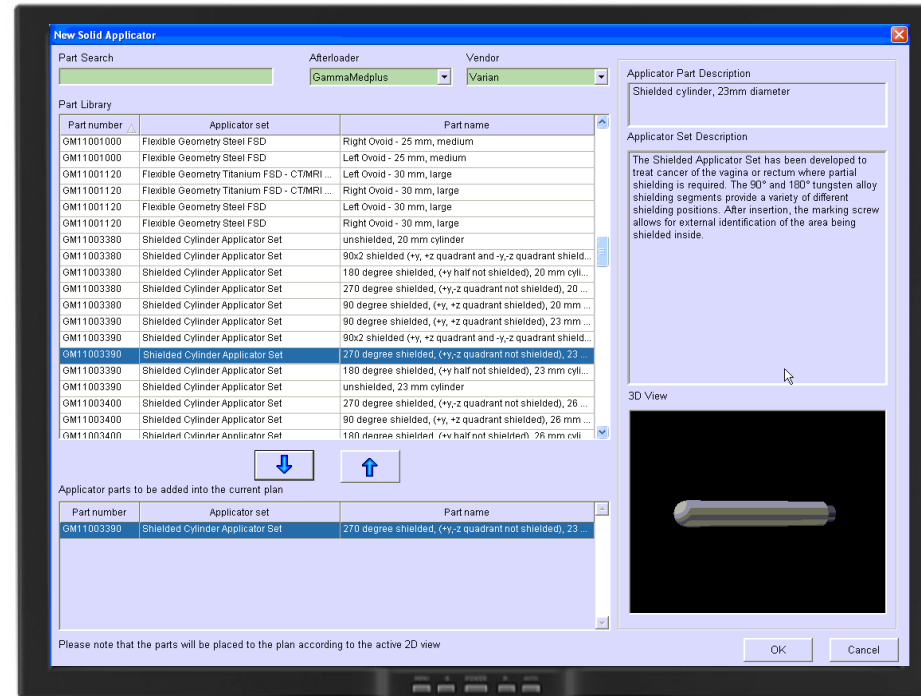 New Solid Applicator
Part Search Afterloader Vendor
GammaMedplus Varian
Part Library
Part number Applicator set Part name
GM11001000 Flexible Geometry Steel FSD Right Ovoid - 25 mm, medium
GM11001000 Flexible Geometry Steel FSD Left Ovoid - 25 mm, medium
GM11001120 Flexible Geometry Titanium FSD - CT/MRI ... Left Ovoid - 30 mm, large
GM11001120 Flexible Geometry Titanium FSD - CT/MRI ... Right Ovoid - 30 mm, large
GM11001120 Flexible Geometry Steel FSD Left Ovoid - 30 mm, large
GM11001120 Flexible Geometry Steel FSD Right Ovoid - 30 mm, large
GM11003380 Shielded Cylinder Applicator Set unshielded, 20 mm cylinder
GM11003380 Shielded Cylinder Applicator Set 90x2 shielded (+y, +z quadrant and -y,-z quadrant shield...
GM11003380 Shielded Cylinder Applicator Set 180 degree shielded, (+y half not shielded), 20 mm cyli...
GM11003380 Shielded Cylinder Applicator Set 270 degree shielded, (+y,-z quadrant not shielded), 20 ...
GM11003380 Shielded Cylinder Applicator Set 90 degree shielded, (+y, +z quadrant shielded), 20 mm ...
GM11003390 Shielded Cylinder Applicator Set 90 degree shielded, (+y, +z quadrant shielded), 23 mm ...
GM11003390 Shielded Cylinder Applicator Set 90x2 shielded (+y, +z quadrant and -y,-z quadrant shield...
GM11003390 Shielded Cylinder Applicator Set 270 degree shielded, (+y,-z quadrant not shielded), 23 ...
GM11003390 Shielded Cylinder Applicator Set 180 degree shielded, (+y half not shielded), 23 mm cyli...
GM11003390 Shielded Cylinder Applicator Set unshielded, 23 mm cylinder
GM11003400 Shielded Cylinder Applicator Set 270 degree shielded, (+y,-z quadrant not shielded), 26 ...
GM11003400 Shielded Cylinder Applicator Set 90 degree shielded, (+y, +z quadrant shielded), 26 mm ...
GM11003400 Shielded Cylinder Applicator Set 180 degree shielded, (+y half not shielded), 26 mm cyli
Applicator parts to be added into the current plan
Part number Applicator set Part name
GM11003390 Shielded Cylinder Applicator Set 270 degree shielded, (+y,-z quadrant not shielded), 23 ...
Please note that the parts will be placed to the plan according to the active 2D view
Applicator Part Description
Shielded cylinder, 23mm diameter
Applicator Set Description
The Shielded Applicator Set has been developed to
treat cancer of the vagina or rectum where partial
shielding is required. The 90° and 180° tungsten alloy
shielding segments provide a variety of different
shielding positions. After insertion, the marking screw
allows for external identification of the area being
shielded inside.
3D View
OK Cancel
MENU POWER AUTO